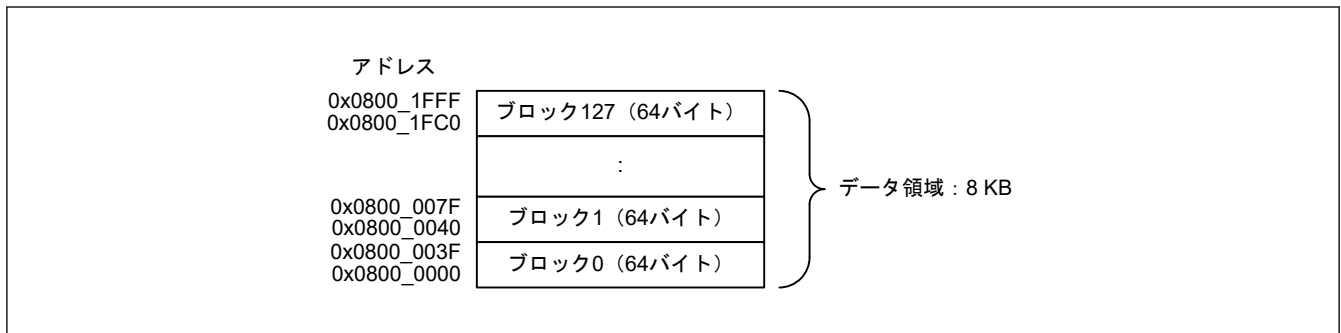 アドレス
0x0800_1FFF
0x0800_1FC0
ブロック127（64バイト）
:
0x0800_007F
0x0800_0040
ブロック1（64バイト）
0x0800_003F
0x0800_0000
ブロック0（64バイト）
データ領域：8 KB